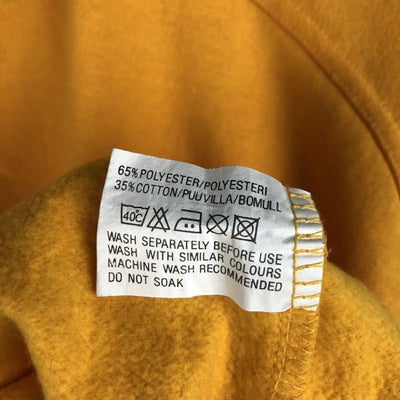 65% POLYESTER/POLYESTERI
35% COTTON/PUUVILLA/BOMULL
40°C
WASH SEPARATELY BEFORE USE
WASH WITH SIMILAR COLOURS
MACHINE WASH RECOMMENDED
DO NOT SOAK